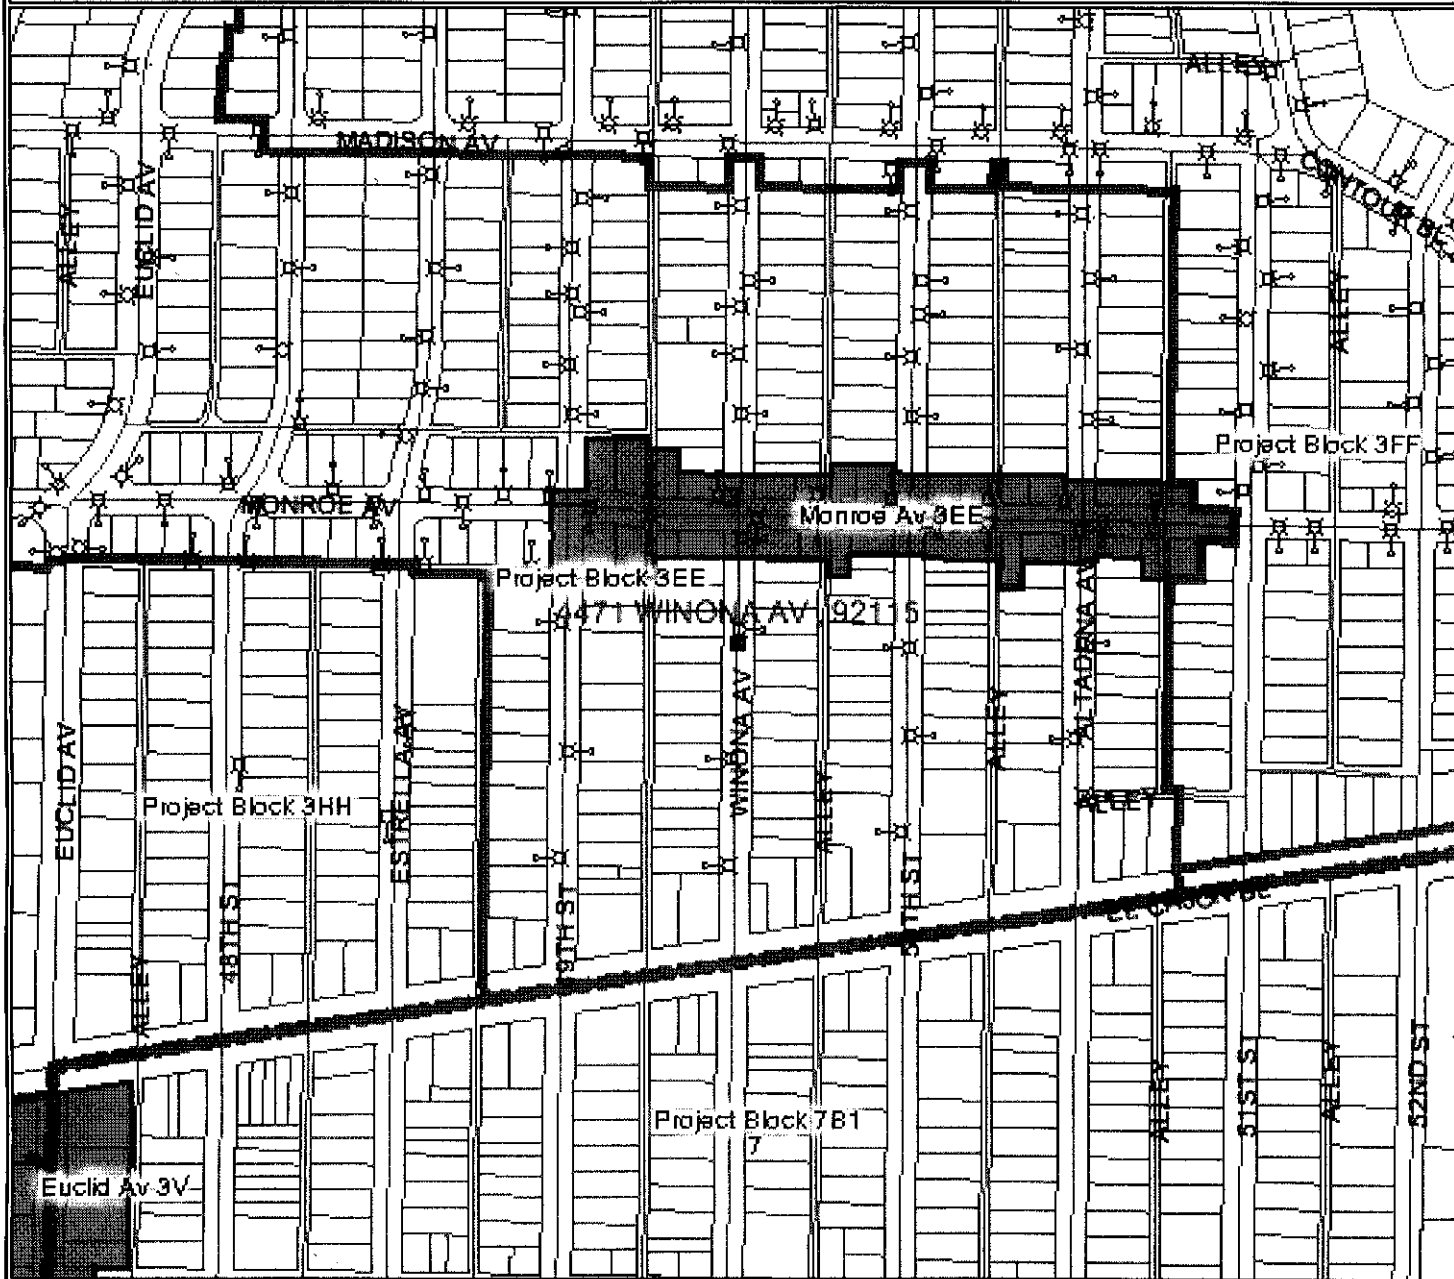 ALLEY
MADISON AV
CONTOUR BL
ALLEY
EUCLID AV
ALLEY
Project Block 3FF
MONROE AV
Monroe Av 3EE
Project Block 3EE
4471 WINONA AV, 92115
ALTADENA AV
WINONA AV
ALLEY
ESTRELLA AV
EUCLID AV
Project Block 3HH
ALLEY
ALLEY
48TH ST
49TH ST
50TH ST
EL CAJON BL
ALLEY
51ST ST
ALLEY
ALLEY
52ND ST
Project Block 7B1
7
Euclid Av 3V